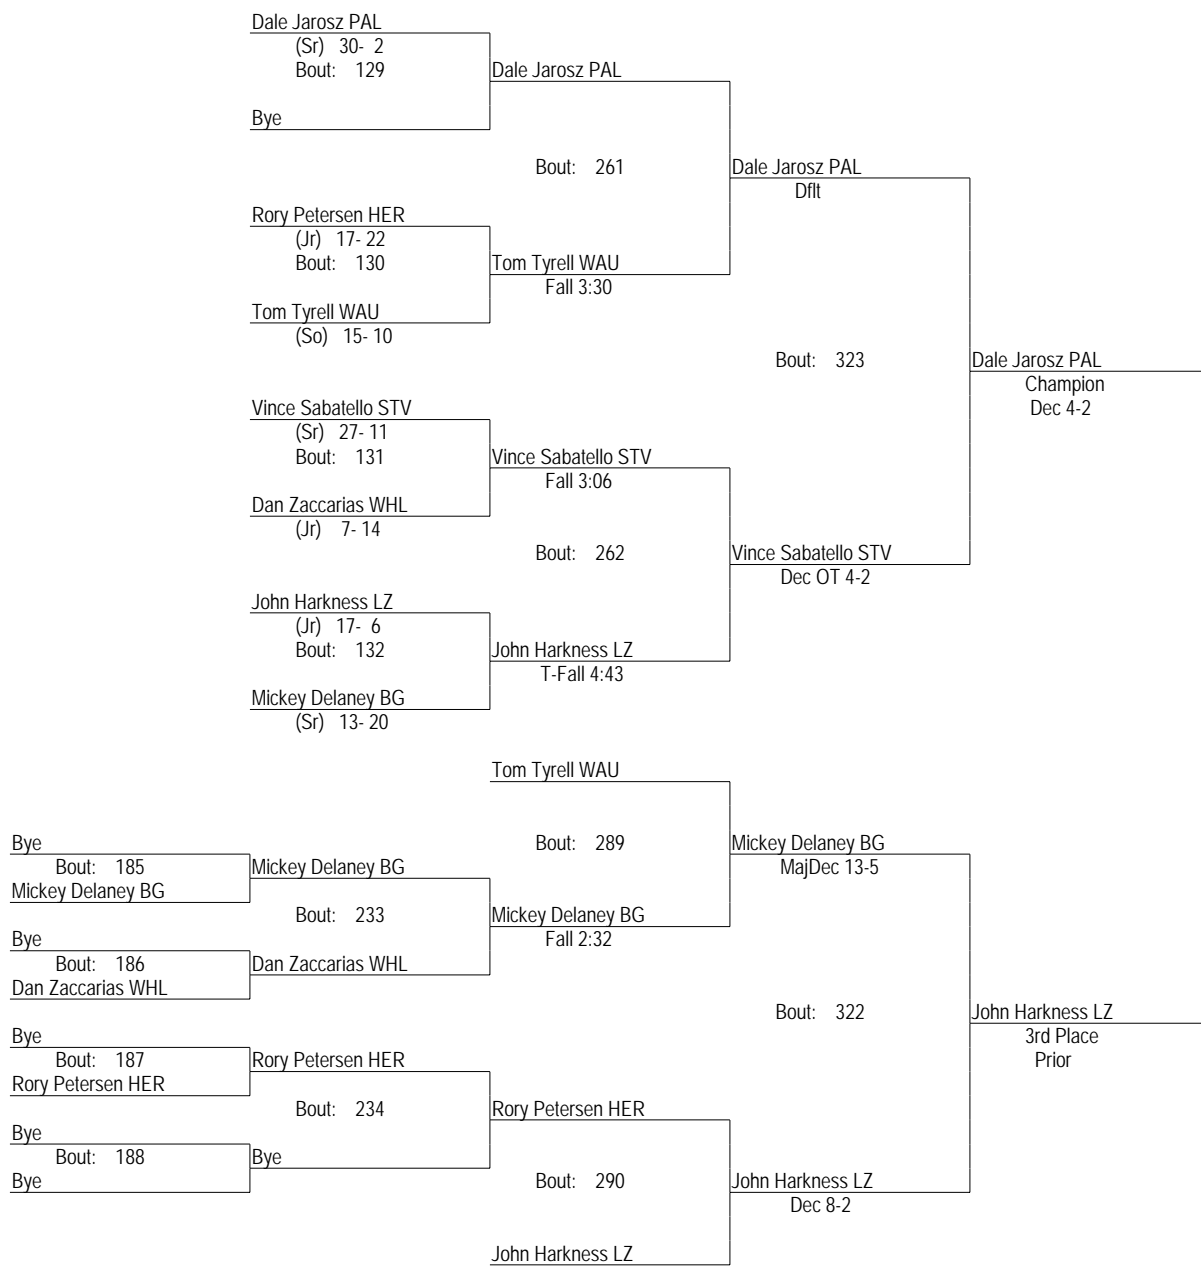 Dale Jarosz PAL
(Sr) 30- 2
Bout: 129
Dale Jarosz PAL
Bye
Bout: 261
Dale Jarosz PAL
Dflt
Rory Petersen HER
(Jr) 17- 22
Bout: 130
Tom Tyrell WAU
Fall 3:30
Tom Tyrell WAU
(So) 15- 10
Bout: 323
Dale Jarosz PAL
Champion
Dec 4-2
Vince Sabatello STV
(Sr) 27- 11
Bout: 131
Vince Sabatello STV
Fall 3:06
Dan Zaccarias WHL
(Jr) 7- 14
Bout: 262
Vince Sabatello STV
Dec OT 4-2
John Harkness LZ
(Jr) 17- 6
Bout: 132
John Harkness LZ
T-Fall 4:43
Mickey Delaney BG
(Sr) 13- 20
Tom Tyrell WAU
Bout: 289
Mickey Delaney BG
MajDec 13-5
Bye
Bout: 185
Mickey Delaney BG
Mickey Delaney BG
Bout: 233
Mickey Delaney BG
Fall 2:32
Bye
Bout: 186
Dan Zaccarias WHL
Dan Zaccarias WHL
Bout: 322
John Harkness LZ
3rd Place
Prior
Bye
Bout: 187
Rory Petersen HER
Rory Petersen HER
Bout: 234
Rory Petersen HER
Bye
Bout: 188
Bye
Bye
Bout: 290
John Harkness LZ
Dec 8-2
John Harkness LZ